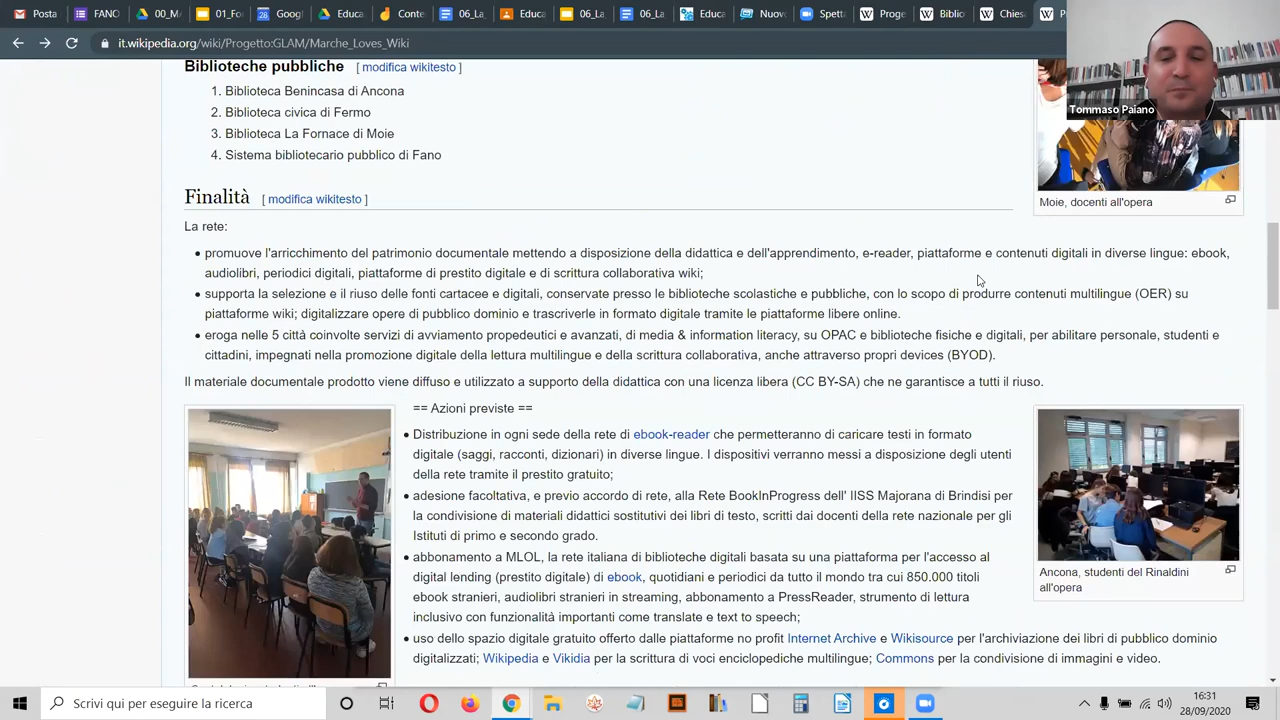 Posta
FANO
00_M
01_Fo
06_La
Googl
Educa
Conte
06_La
Educa
06_La
06_La
Educa
Nuov
Spetta
Proge
Biblio
Chies
it.wikipedia.org/wiki/Progetto:GLAM/Marche_Loves_Wiki
Tommaso Paiano
Biblioteche pubbliche [ modifica wikitesto ]
1. Biblioteca Benincasa di Ancona
2. Biblioteca civica di Fermo
3. Biblioteca La Fornace di Moie
4. Sistema bibliotecario pubblico di Fano
Moie, docenti all'opera
Finalità [ modifica wikitesto ]
La rete:
• promuove l'arricchimento del patrimonio documentale mettendo a disposizione della didattica e dell'apprendimento, e-reader, piattaforme e contenuti digitali in diverse lingue: ebook,
audiolibri, periodici digitali, piattaforme di prestito digitale e di scrittura collaborativa wiki;
• supporta la selezione e il riuso delle fonti cartacee e digitali, conservate presso le biblioteche scolastiche e pubbliche, con lo scopo di produrre contenuti multilingue (OER) su
piattaforme wiki; digitalizzare opere di pubblico dominio e trascriverle in formato digitale tramite le piattaforme libere online.
• eroga nelle 5 città coinvolte servizi di avviamento propedeutici e avanzati, di media & information literacy, su OPAC e biblioteche fisiche e digitali, per abilitare personale, studenti e
cittadini, impegnati nella promozione digitale della lettura multilingue e della scrittura collaborativa, anche attraverso propri devices (BYOD).
Il materiale documentale prodotto viene diffuso e utilizzato a supporto della didattica con una licenza libera (CC BY-SA) che ne garantisce a tutti il riuso.
== Azioni previste ==
• Distribuzione in ogni sede della rete di ebook-reader che permetteranno di caricare testi in formato
digitale (saggi, racconti, dizionari) in diverse lingue. I dispositivi verranno messi a disposizione degli utenti
della rete tramite il prestito gratuito;
• adesione facoltativa, e previo accordo di rete, alla Rete BookInProgress dell' IISS Majorana di Brindisi per
la condivisione di materiali didattici sostitutivi dei libri di testo, scritti dai docenti della rete nazionale per gli
Istituti di primo e secondo grado.
• abbonamento a MLOL, la rete italiana di biblioteche digitali basata su una piattaforma per l'accesso al
digital lending (prestito digitale) di ebook, quotidiani e periodici da tutto il mondo tra cui 850.000 titoli
ebook stranieri, audiolibri stranieri in streaming, abbonamento a PressReader, strumento di lettura
inclusivo con funzionalità importanti come translate e text to speech;
• uso dello spazio digitale gratuito offerto dalle piattaforme no profit Internet Archive e Wikisource per l'archiviazione dei libri di pubblico dominio
digitalizzati; Wikipedia e Vikidia per la scrittura di voci enciclopediche multilingue; Commons per la condivisione di immagini e video.
Ancona, studenti del Rinaldini
all'opera
Scrivi qui per eseguire la ricerca
16:31
28/09/2020